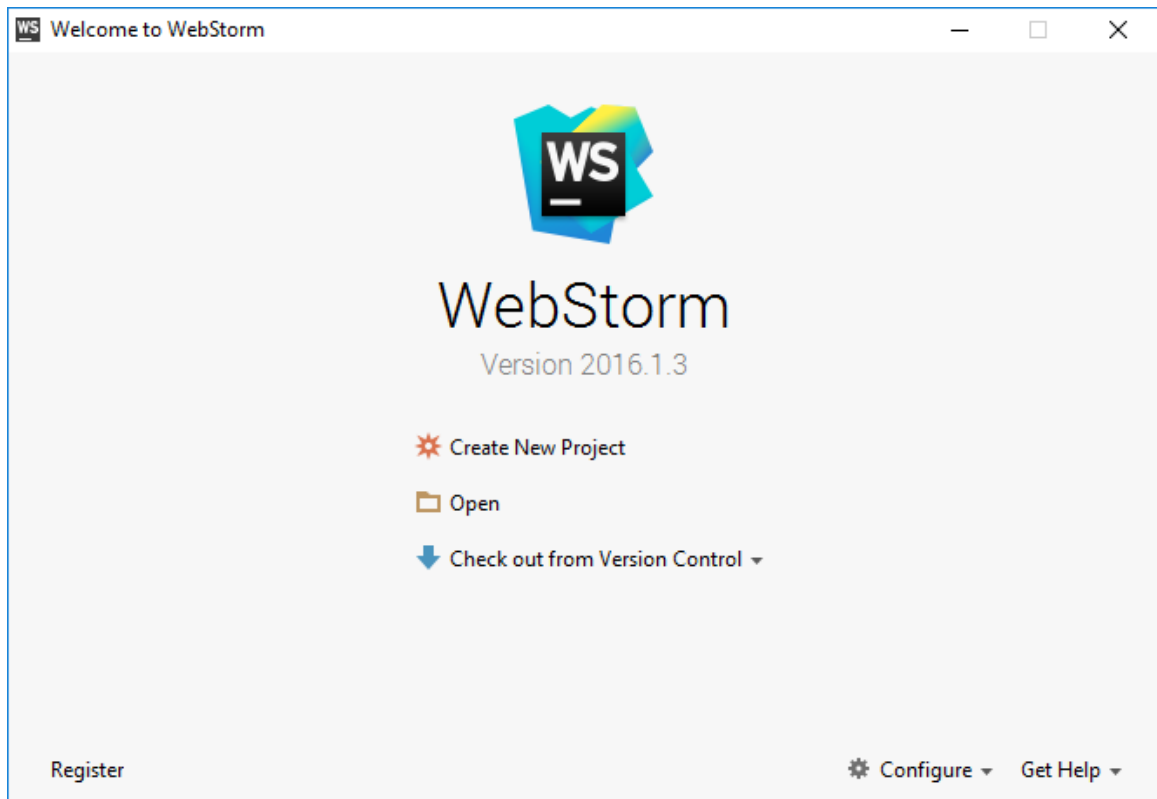 WS Welcome to WebStorm
WS
WebStorm
Version 2016.1.3
Create New Project
Open
Check out from Version Control
Register
Configure
Get Help